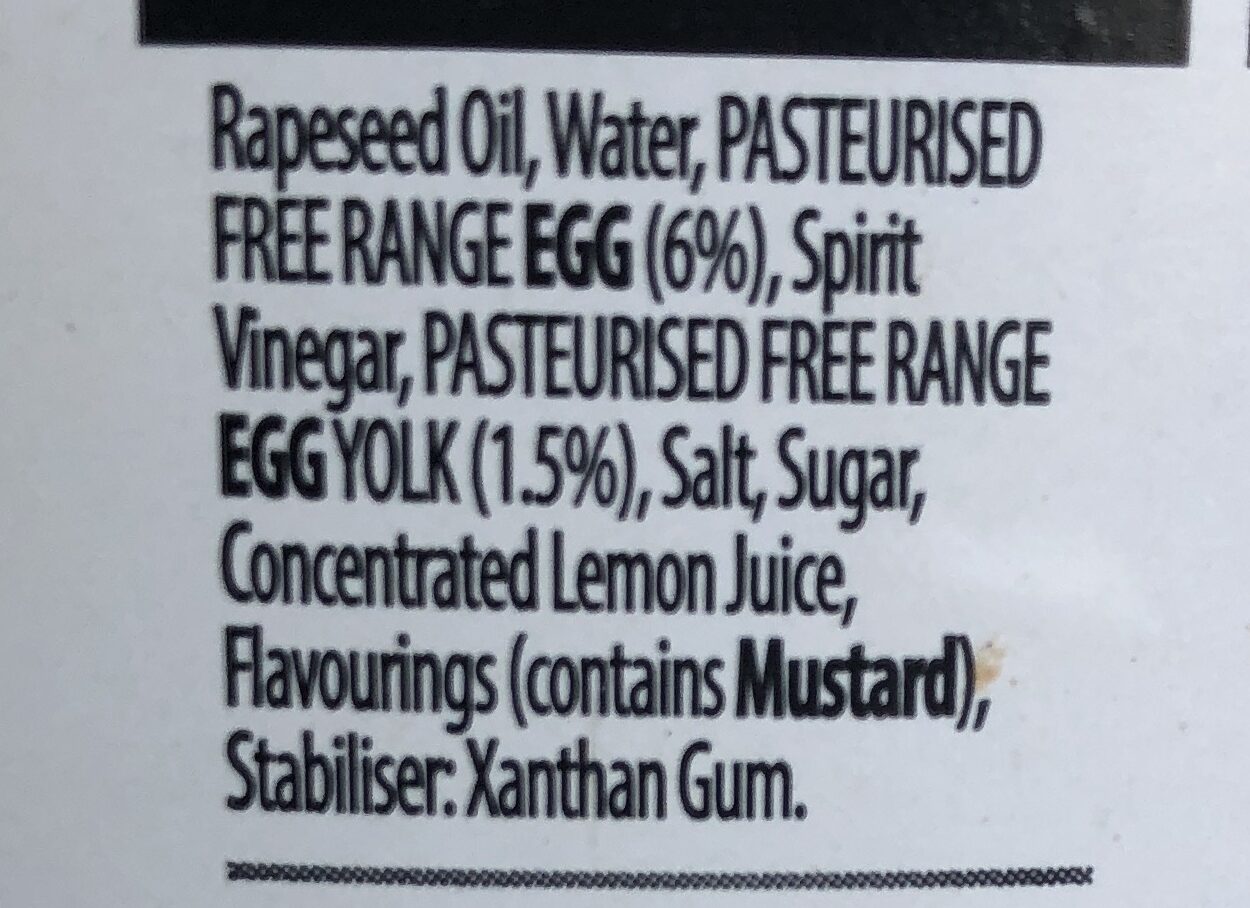 Rapeseed Oil, Water, PASTEURISED
FREE RANGE EGG (6%), Spirit
Vinegar, PASTEURISED FREE RANGE
EGG YOLK (1.5%), Salt, Sugar,
Concentrated Lemon Juice,
Flavourings (contains Mustard),
Stabiliser: Xanthan Gum.